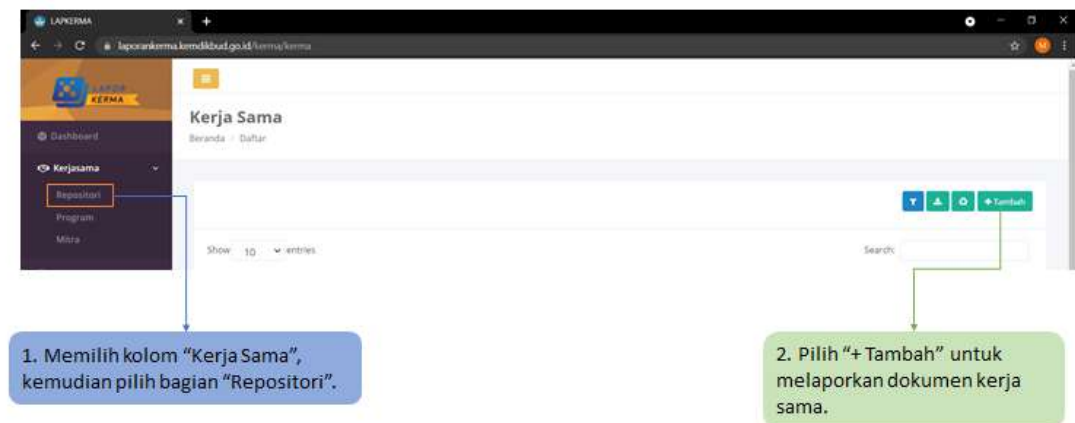 LAPKERMA
laporankerma.kemdikbud.go.id/kerma/kerma
LAPOR
KERMA
Kerja Sama
Beranda / Daftar
Dashboard
Kerjasama
Repositori
Program
Mitra
+ Tambah
Show 10 entries
Search:
1. Memilih kolom “Kerja Sama”,
kemudian pilih bagian “Repositori”.
2. Pilih “+ Tambah” untuk
melaporkan dokumen kerja
sama.